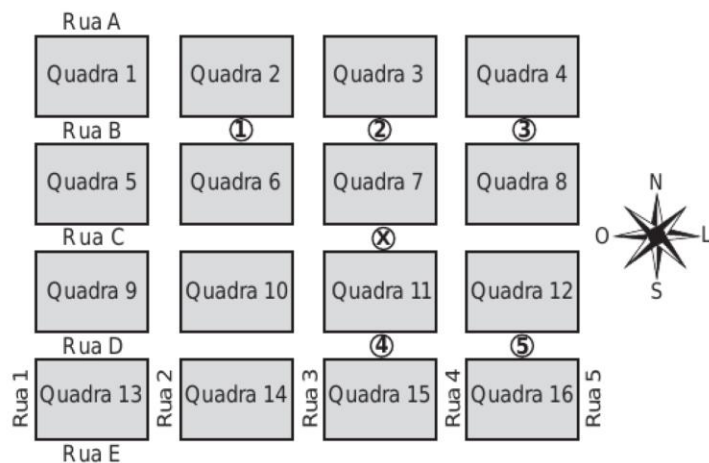 Rua A
Quadra 1 Quadra 2 Quadra 3 Quadra 4
Rua B ① ② ③
Quadra 5 Quadra 6 Quadra 7 Quadra 8
N
O L
S
Rua C Ⓧ
Quadra 9 Quadra 10 Quadra 11 Quadra 12
Rua D ④ ⑤
Rua 1 Quadra 13 Rua 2 Quadra 14 Rua 3 Quadra 15 Rua 4 Quadra 16 Rua 5
Rua E